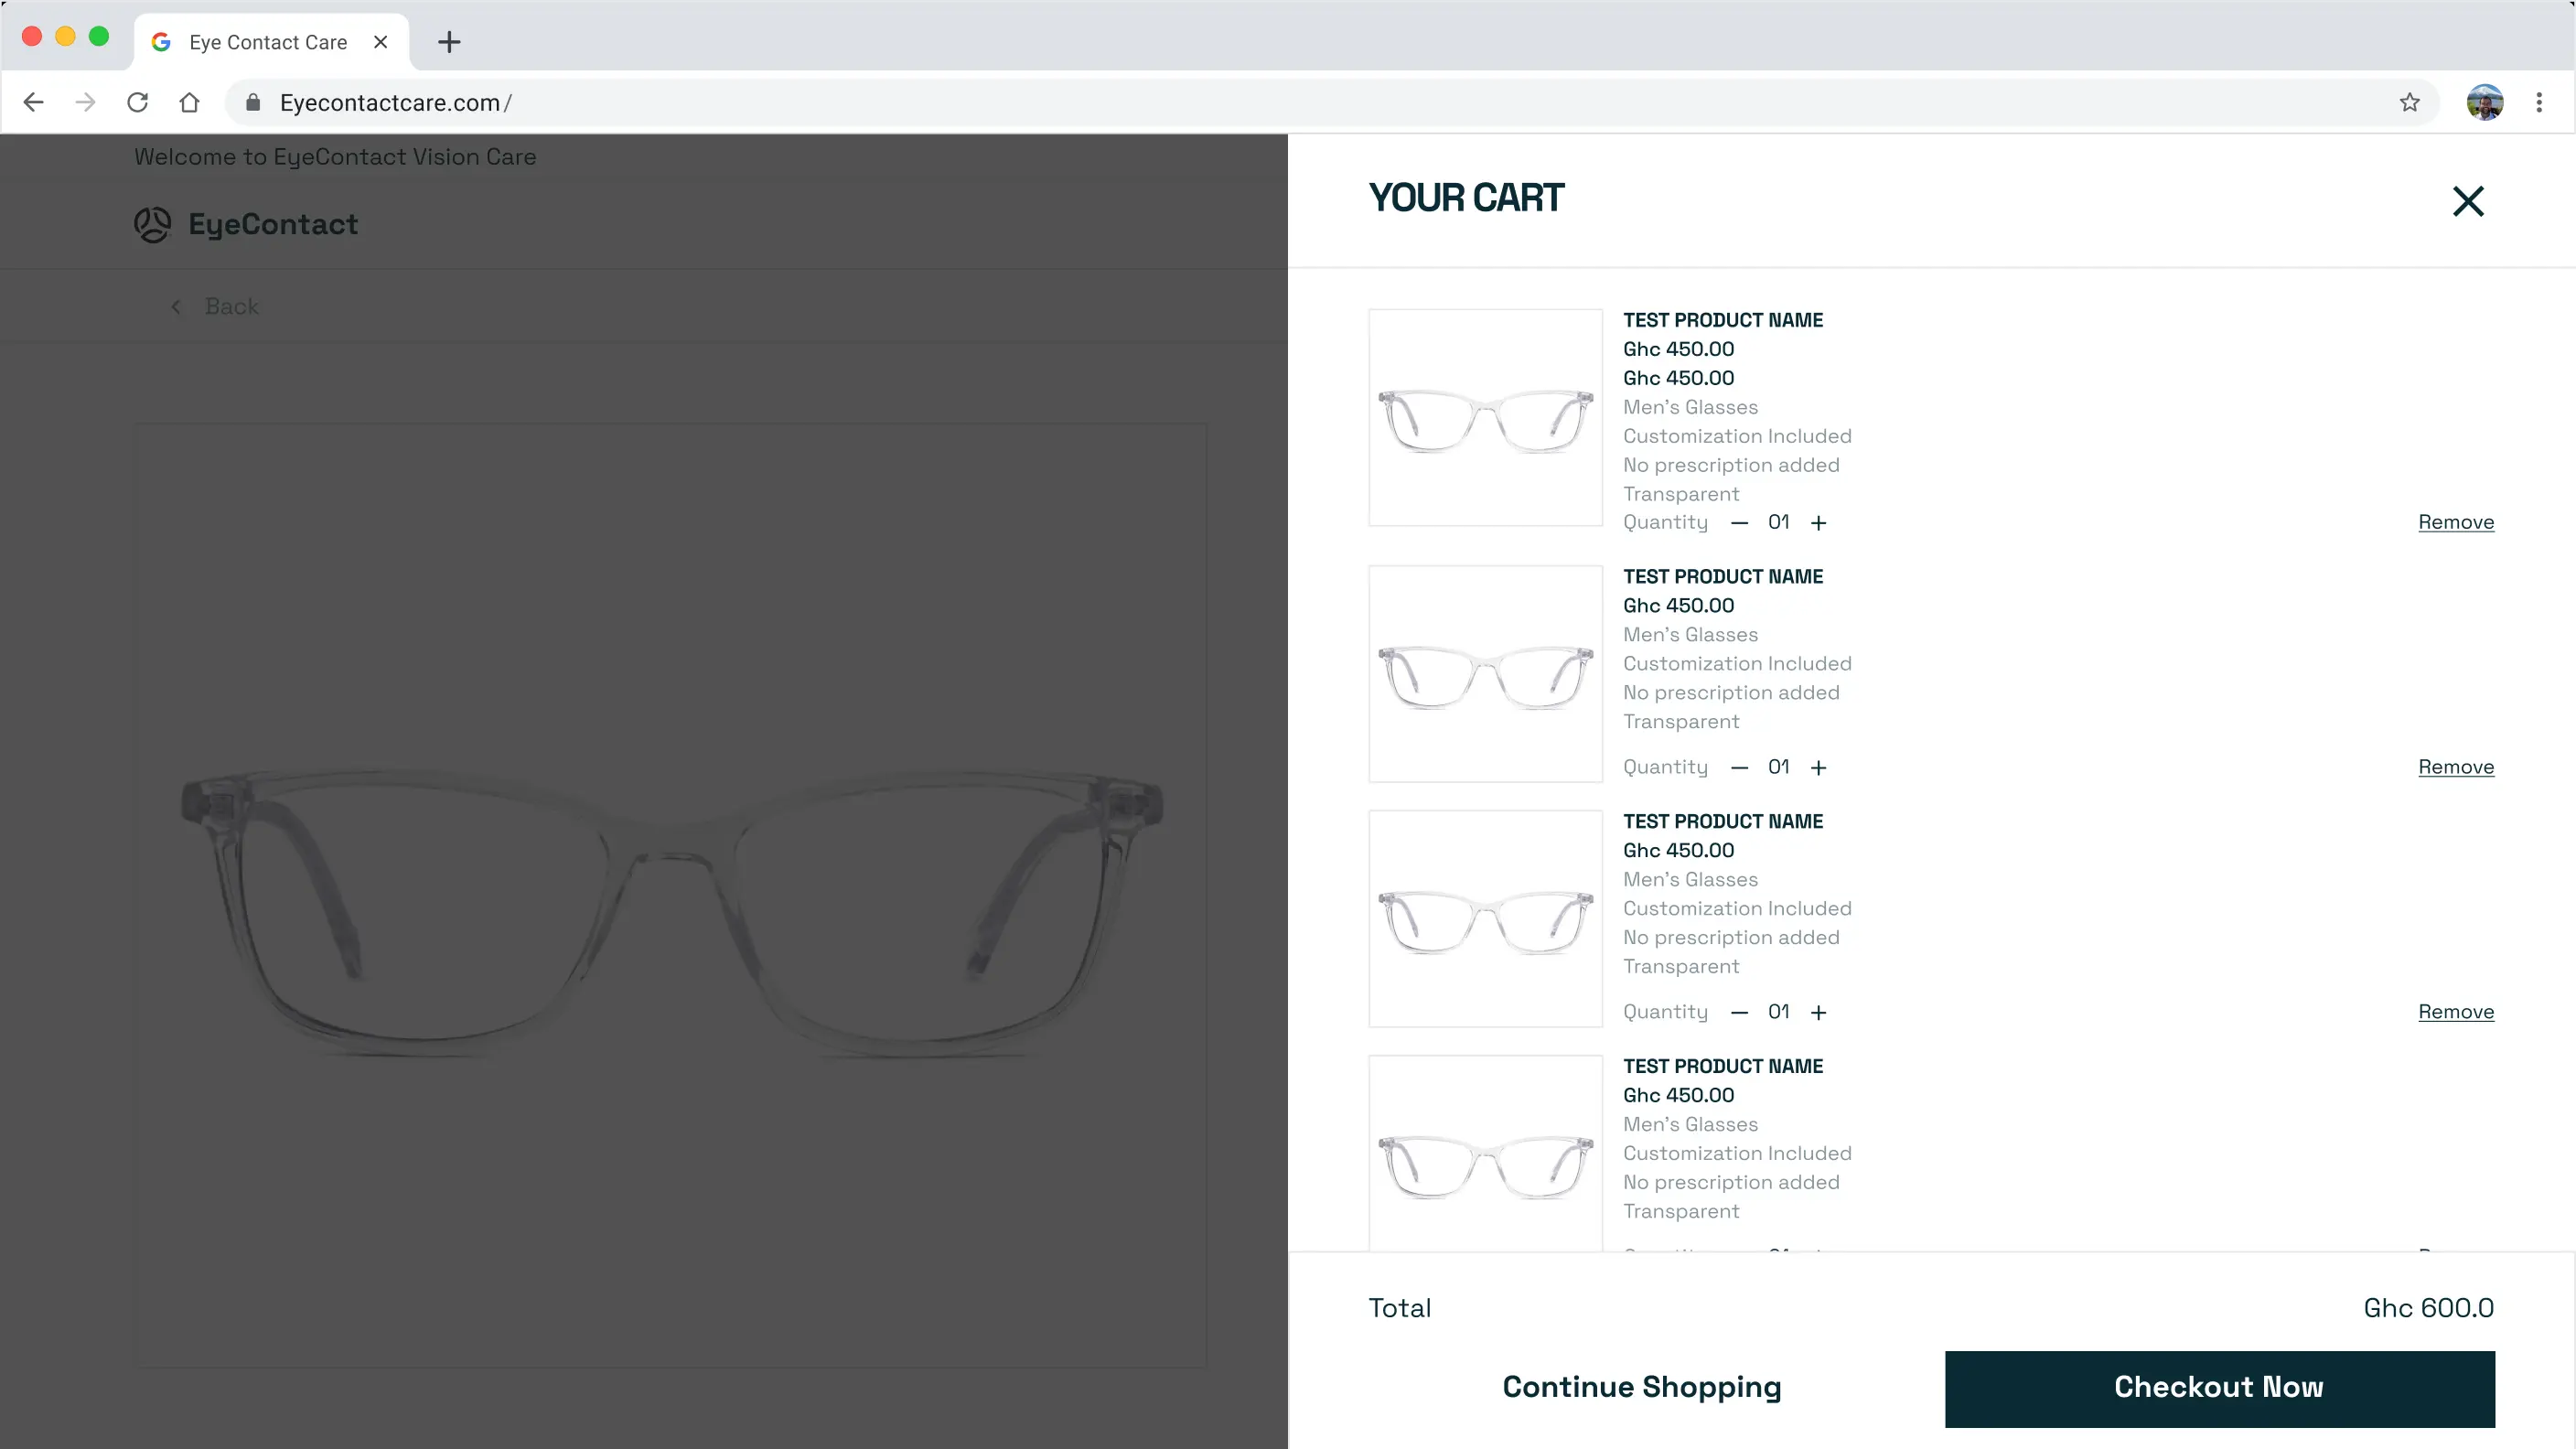 Eye Contact Care
Eyecontactcare.com/
Welcome to EyeContact Vision Care
EyeContact
Back
YOUR CART
TEST PRODUCT NAME
Ghc 450.00
Ghc 450.00
Men's Glasses
Customization Included
No prescription added
Transparent
Quantity — 01 +
Remove
TEST PRODUCT NAME
Ghc 450.00
Men's Glasses
Customization Included
No prescription added
Transparent
Quantity — 01 +
Remove
TEST PRODUCT NAME
Ghc 450.00
Men's Glasses
Customization Included
No prescription added
Transparent
Quantity — 01 +
Remove
TEST PRODUCT NAME
Ghc 450.00
Men's Glasses
Customization Included
No prescription added
Transparent
Total
Ghc 600.0
Continue Shopping
Checkout Now